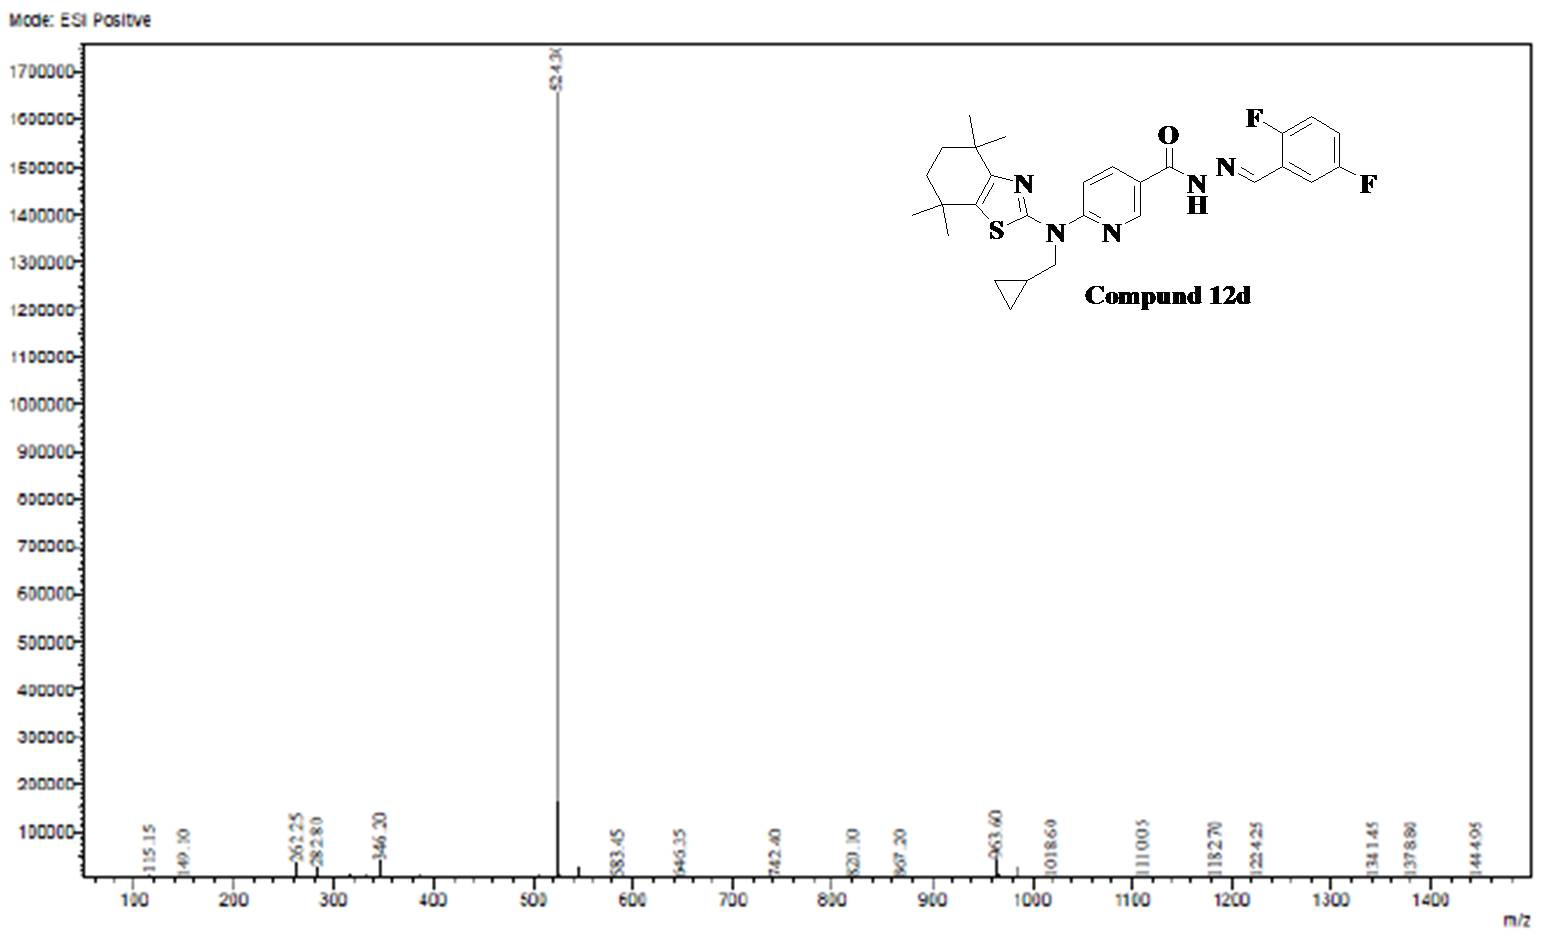 Mode: ESI Positive
524.30
1700000
1600000
1500000
1400000
1300000
1200000
1100000
1000000
900000
800000
700000
600000
500000
400000
300000
200000
100000
F
O
N
N
N
H
F
S
N
N
Compund 12d
115.15
149.10
262.25
282.80
346.20
583.45
646.35
742.40
867.20
963.60
1018.60
1110.05
1182.70
1224.25
1341.45
1378.80
1444.95
100 200 300 400 500 600 700 800 900 1000 1100 1200 1300 1400
m/z